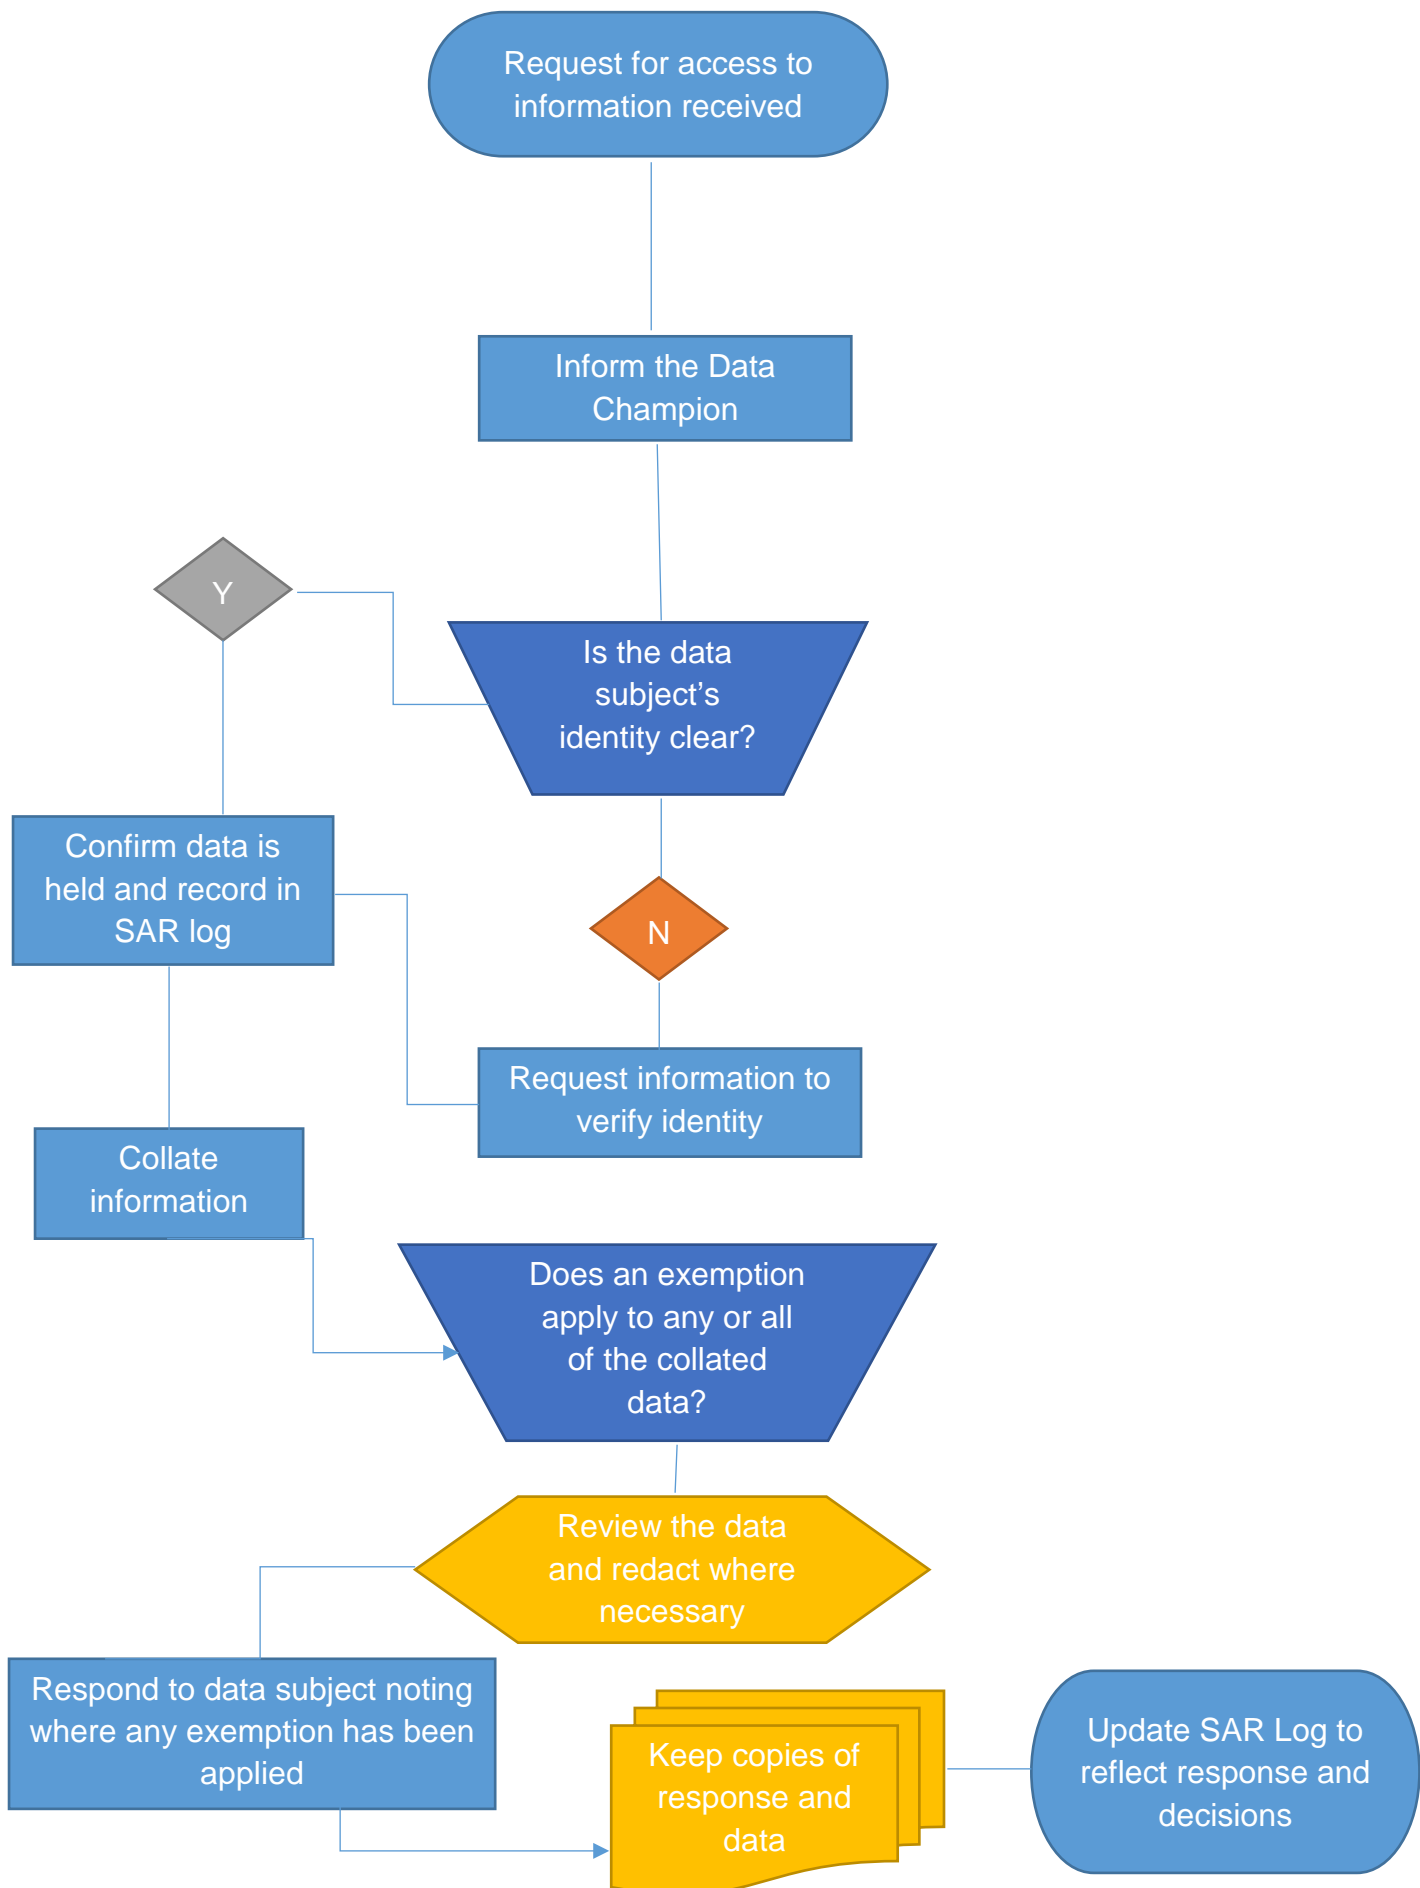 Request for access to
information received
Inform the Data
Champion
Y
Is the data
subject’s
identity clear?
Confirm data is
held and record in
SAR log
N
Request information to
verify identity
Collate
information
Does an exemption
apply to any or all
of the collated
data?
Review the data
and redact where
necessary
Respond to data subject noting
where any exemption has been
applied
Keep copies of
response and
data
Update SAR Log to
reflect response and
decisions